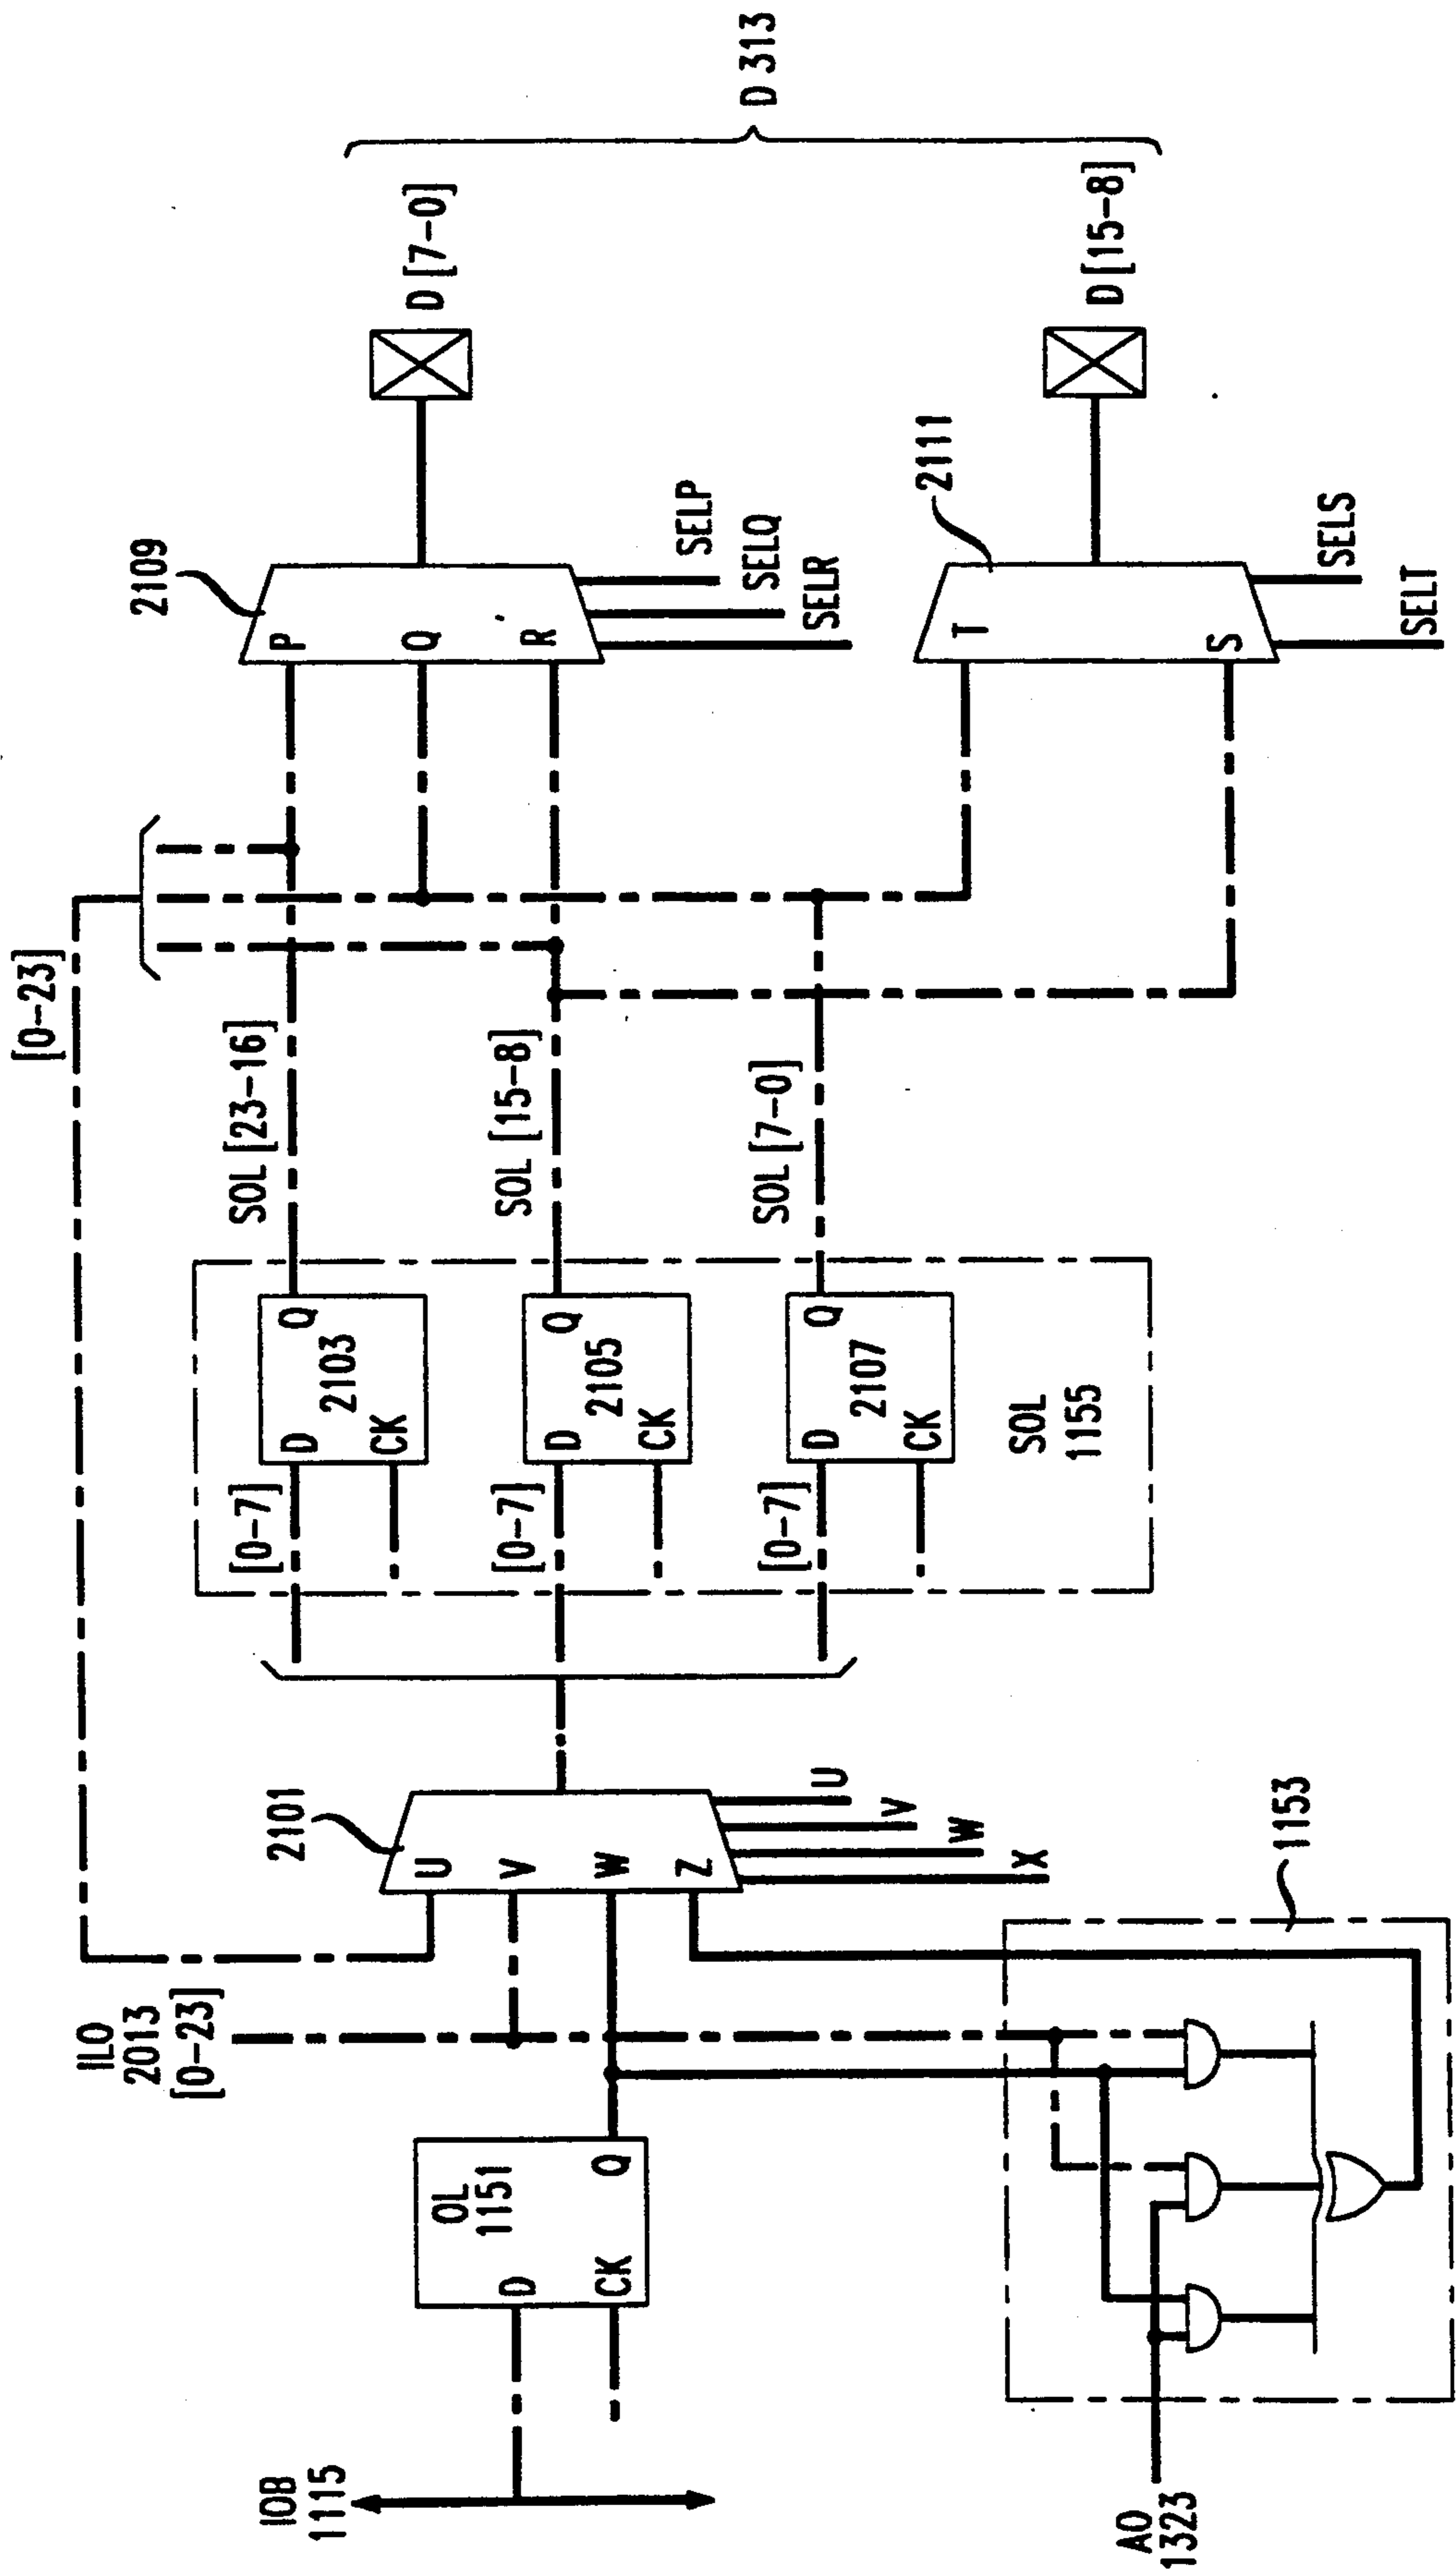 [0-23]
ILO
2013
[0-23]
IOB
1115
OL
1151
D
Q
CK
2101
U
V
W
Z
U
V
W
X
AO
1323
1153
[0-7]
D
Q
2103
CK
[0-7]
D
Q
2105
CK
[0-7]
D
Q
2107
CK
SOL
1155
SOL [23-16]
SOL [15-8]
SOL [7-0]
2109
P
Q
R
SELP
SELQ
SELR
2111
T
S
SELS
SELT
D [7-0]
D [15-8]
D 313